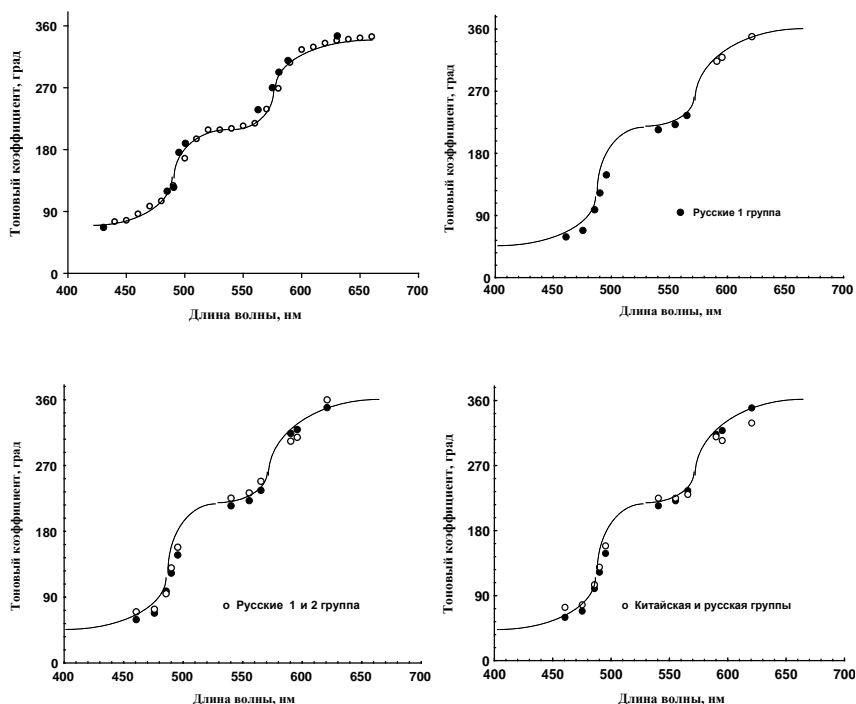 Тоновый коэффициент, град
360
270
180
90
0
400 450 500 550 600 650 700
Длина волны, нм
Тоновый коэффициент, град
360
270
180
90
0
Русские 1 группа
400 450 500 550 600 650 700
Длина волны, нм
Тоновый коэффициент, град
360
270
180
90
0
Русские 1 и 2 группа
400 450 500 550 600 650 700
Длина волны, нм
Тоновый коэффициент, град
360
270
180
90
0
Китайская и русская группы
400 450 500 550 600 650 700
Длина волны, нм